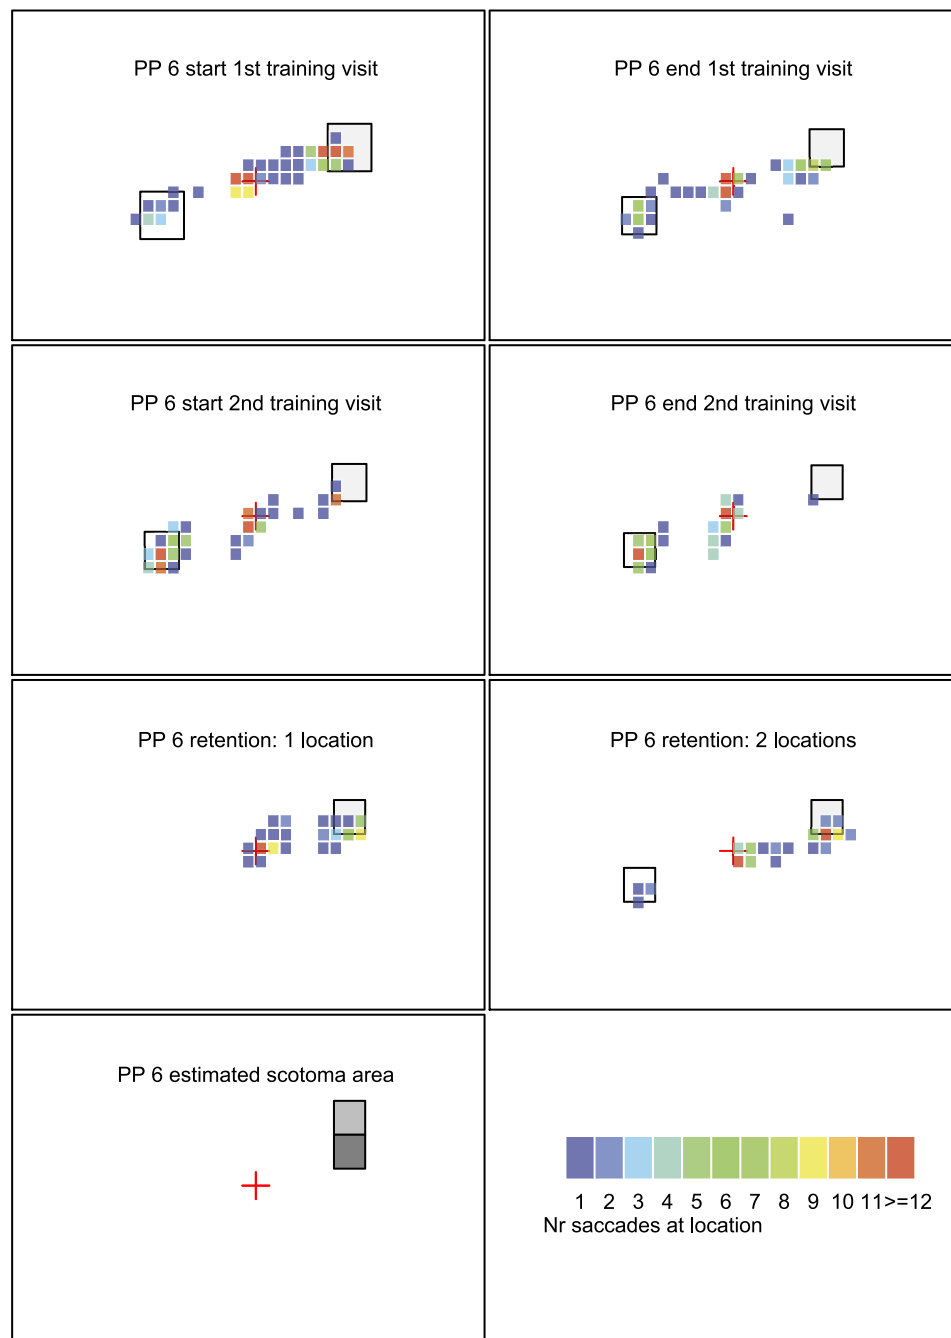 PP 6 start 1st training visit
PP 6 end 1st training visit
PP 6 start 2nd training visit
PP 6 end 2nd training visit
PP 6 retention: 1 location
PP 6 retention: 2 locations
PP 6 estimated scotoma area
1 2 3 4 5 6 7 8 9 10 11 >=12
Nr saccades at location